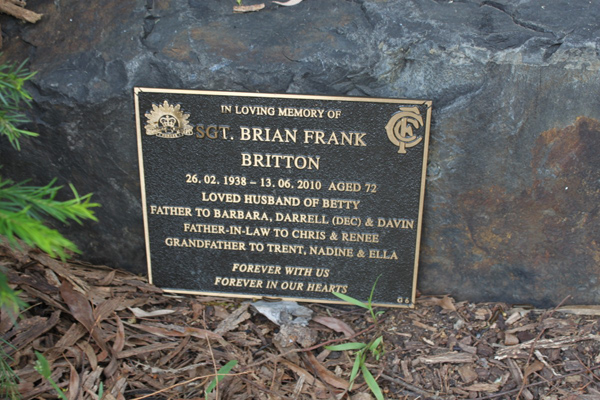 IN LOVING MEMORY OF
SGT. BRIAN FRANK
BRITTON
26. 02. 1938 – 13. 06. 2010 AGED 72
LOVED HUSBAND OF BETTY
FATHER TO BARBARA, DARRELL (DEC) & DAVIN
FATHER-IN-LAW TO CHRIS & RENEE
GRANDFATHER TO TRENT, NADINE & ELLA
FOREVER WITH US
FOREVER IN OUR HEARTS